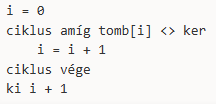 i = 0
ciklus amíg tomb[i] <> ker
    i = i + 1
ciklus vége
ki i + 1